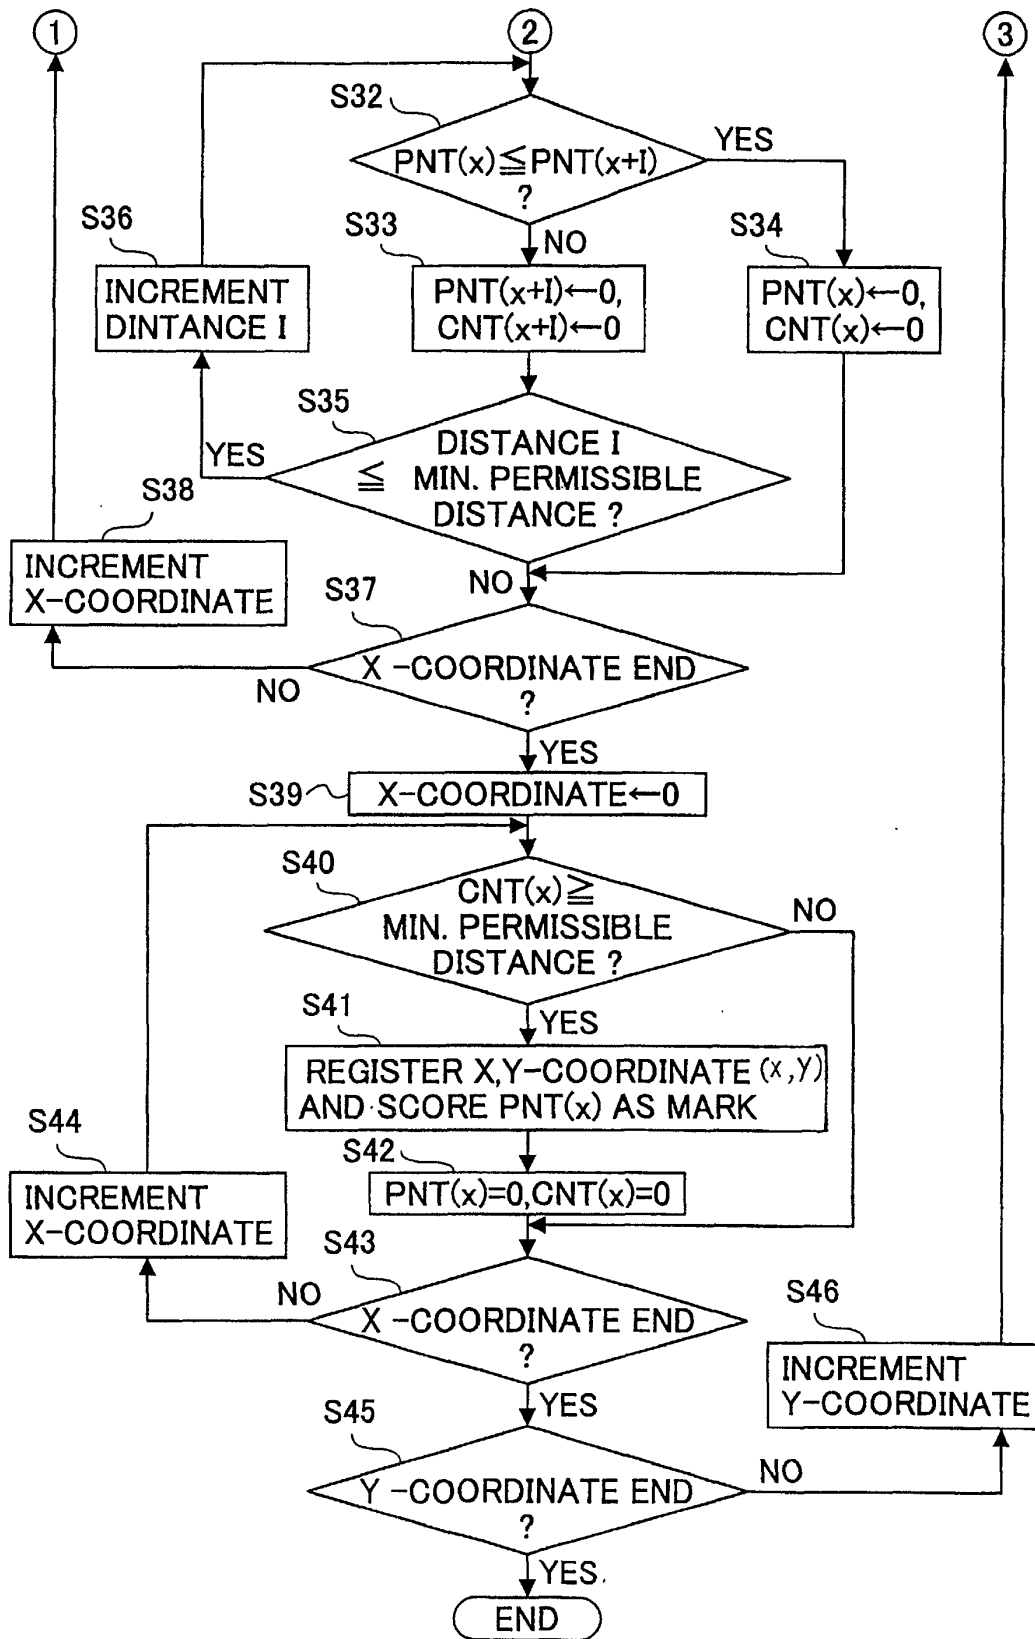 1
2
3
S32
PNT(x)≦PNT(x+I)
?
YES
S36
S33
NO
S34
INCREMENT
DINTANCE I
PNT(x+I)←0,
CNT(x+I)←0
PNT(x)←0,
CNT(x)←0
S35
YES
DISTANCE I
≦ MIN. PERMISSIBLE
DISTANCE ?
S38
INCREMENT
X-COORDINATE
NO
S37
X -COORDINATE END
?
NO
YES
S39
X-COORDINATE←0
S40
CNT(x)≧
MIN. PERMISSIBLE
DISTANCE ?
NO
S41
YES
REGISTER X,Y-COORDINATE (x,y)
AND SCORE PNT(x) AS MARK
S44
S42
INCREMENT
X-COORDINATE
PNT(x)=0,CNT(x)=0
S43
NO
X -COORDINATE END
?
S46
INCREMENT
Y-COORDINATE
YES
S45
Y -COORDINATE END
?
NO
YES
END